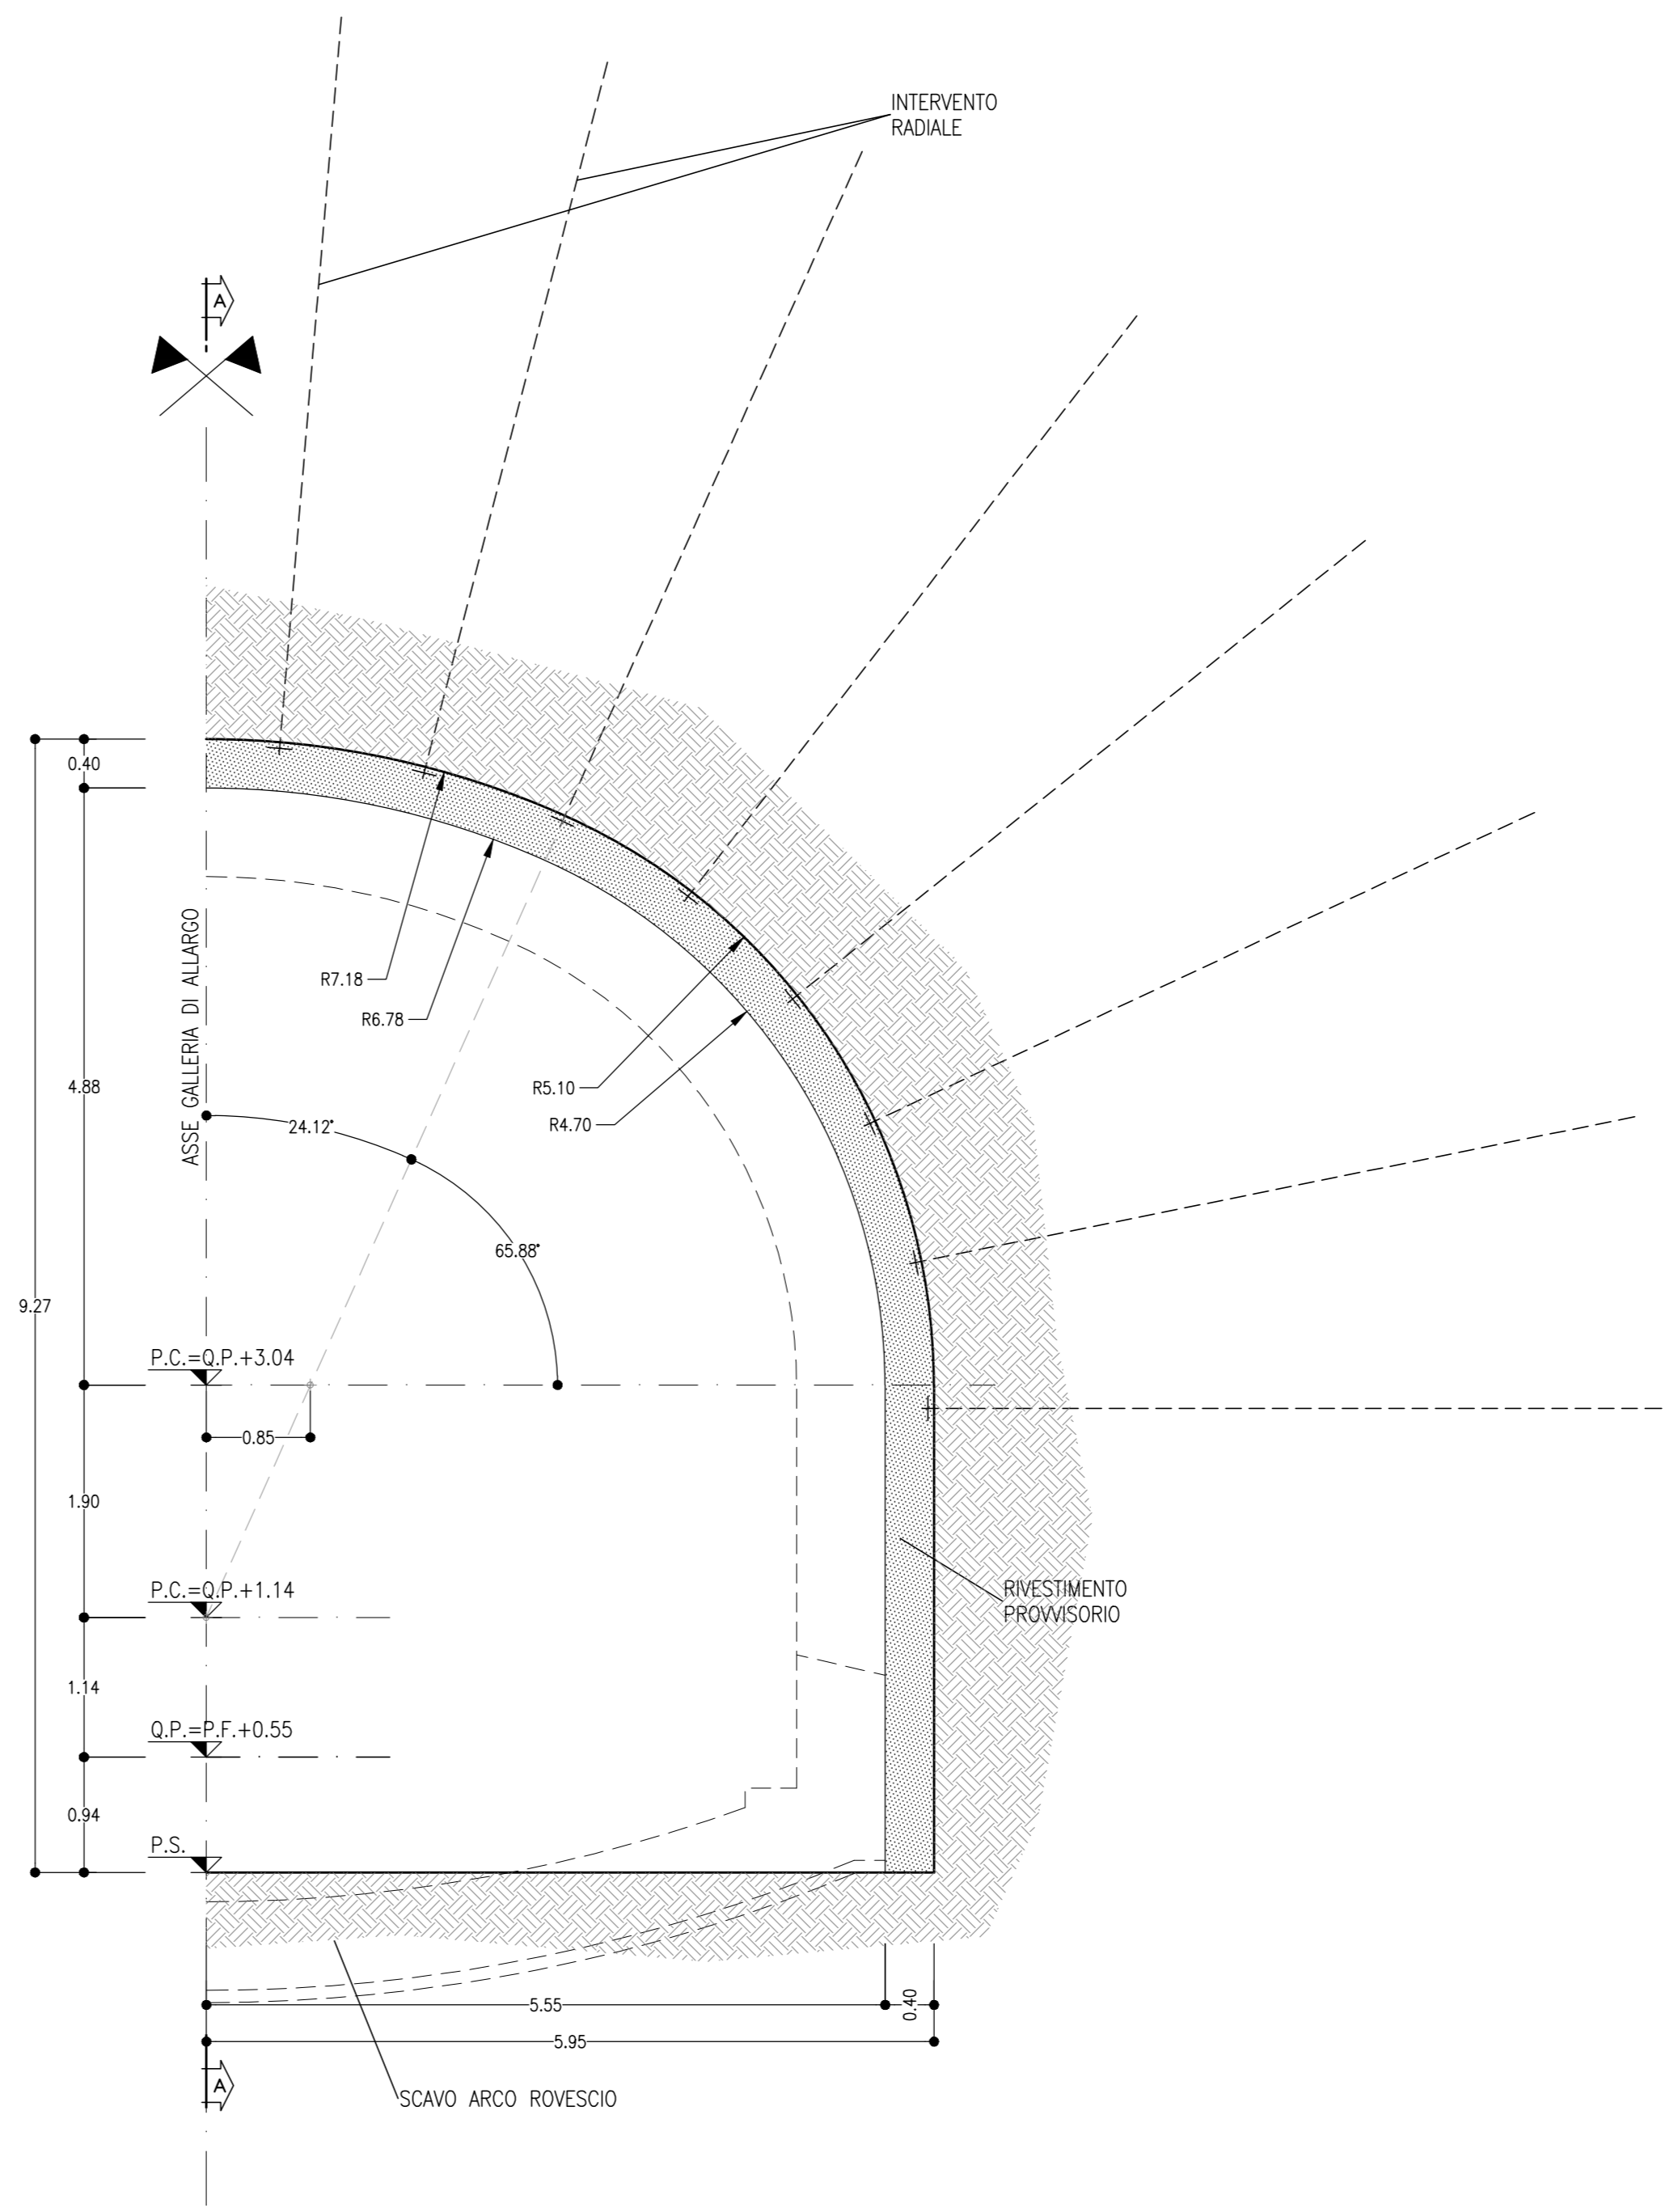 INTERVENTO
RADIALE
A
0.40
ASSE GALLERIA DI ALLARGO
R7.18
R6.78
4.88
R5.10
R4.70
24.12°
65.88°
9.27
P.C.=Q.P.+3.04
0.85
1.90
P.C.=Q.P.+1.14
RIVESTIMENTO
PROVVISORIO
1.14
Q.P.=P.F.+0.55
0.94
P.S.
5.55
0.40
5.95
A
SCAVO ARCO ROVESCIO